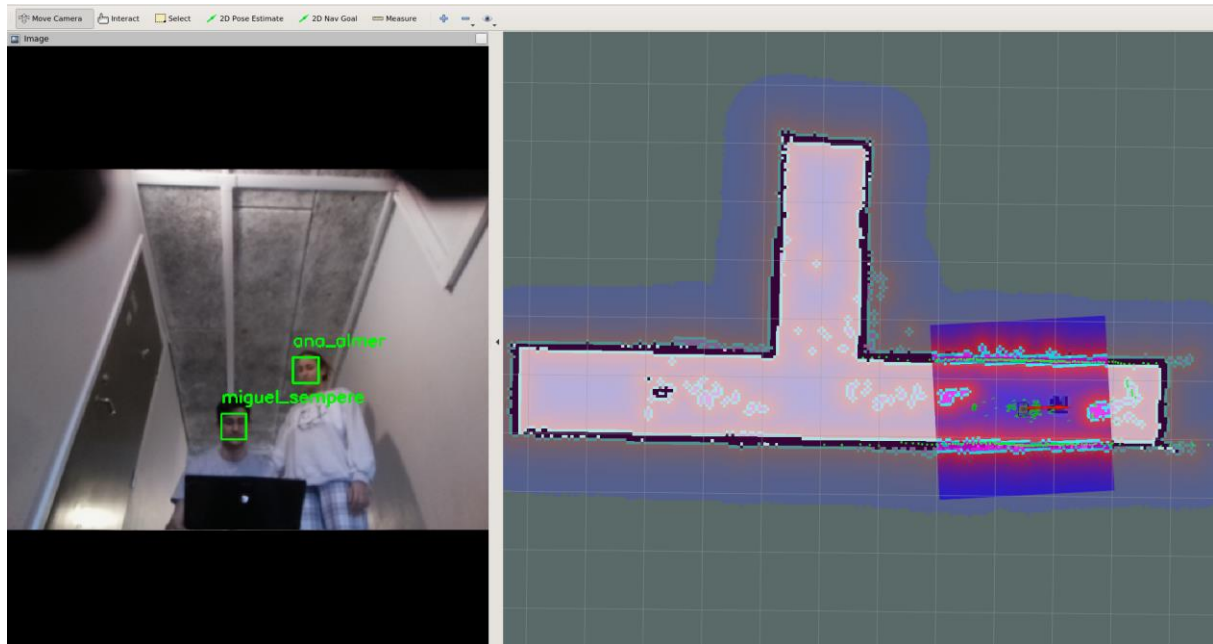 Move Camera Interact Select 2D Pose Estimate 2D Nav Goal Measure
Image
ana_almer
miguel_sempere